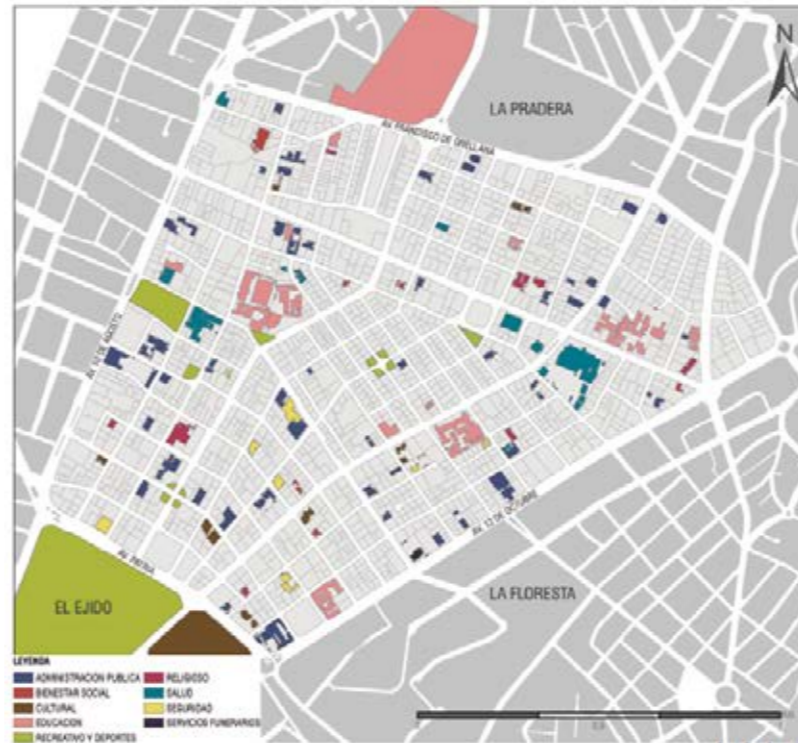 N
LA PRADERA
AV. FRANCISCO DE ORELLANA
AV. 10 DE AGOSTO
AV. 12 DE OCTUBRE
AV. PATRIA
EL EJIDO
LA FLORESTA
LEYENDA
ADMINISTRACION PUBLICA
BIENESTAR SOCIAL
CULTURAL
EDUCACION
RECREATIVO Y DEPORTES
RELIGIOSO
SALUD
SEGURIDAD
SERVICIOS FUNERARIOS